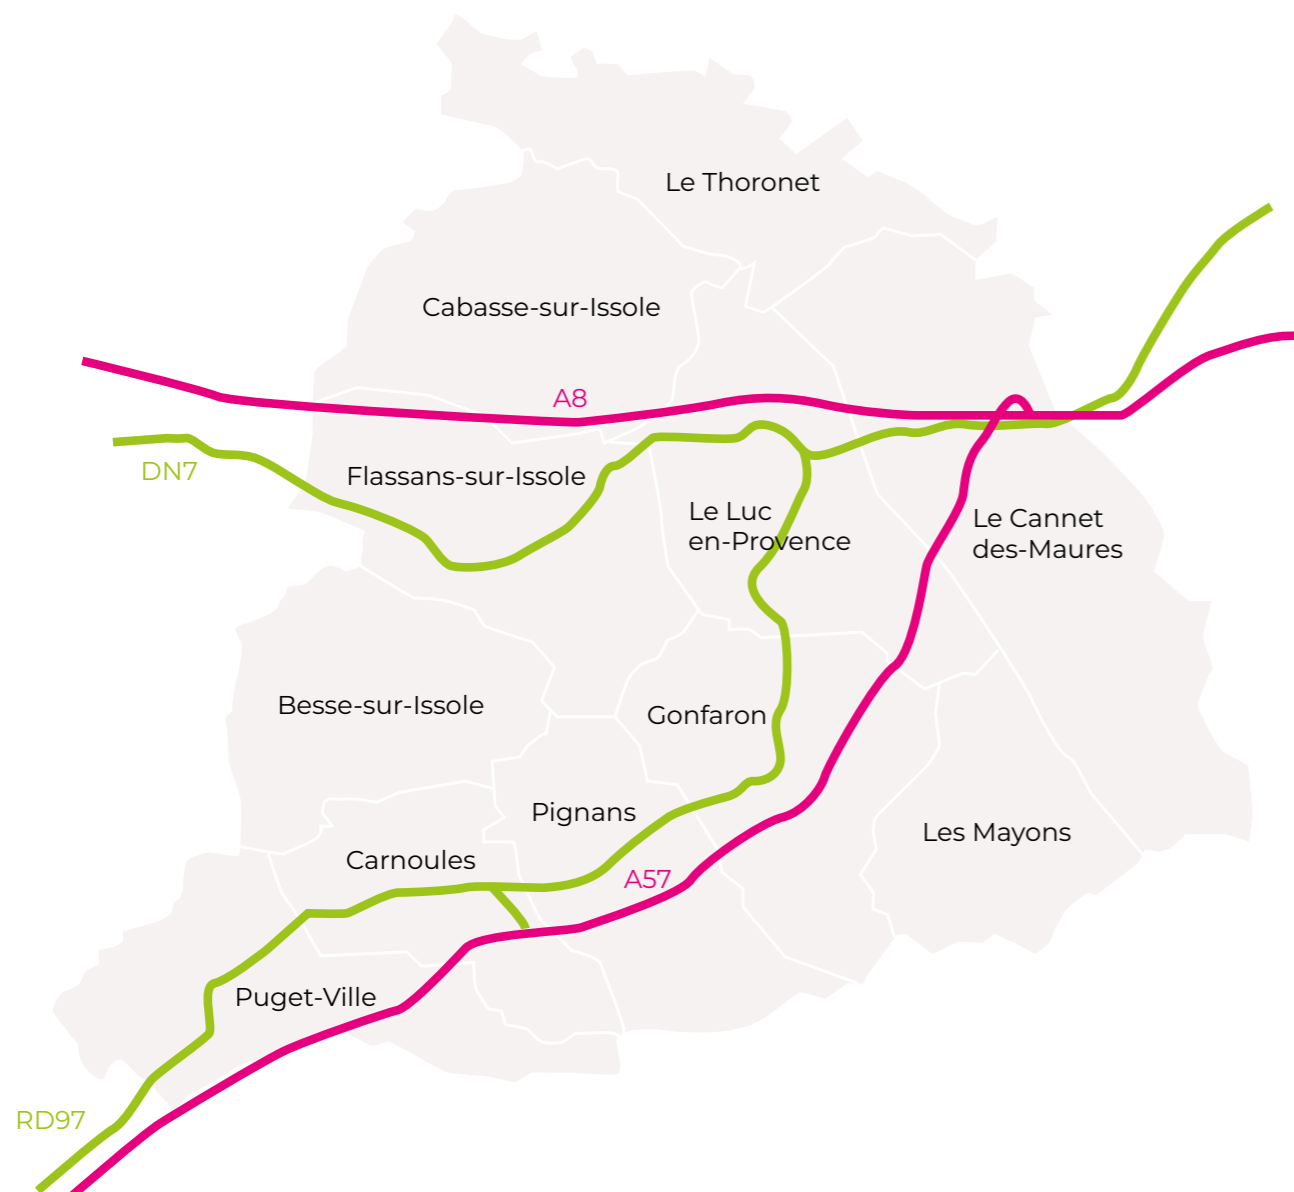 Le Thoronet
Cabasse-sur-Issole
A8
DN7
Flassans-sur-Issole
Le Luc
en-Provence
Le Cannet
des-Maures
Besse-sur-Issole
Gonfaron
Pignans
Les Mayons
Carnoules
A57
Puget-Ville
RD97